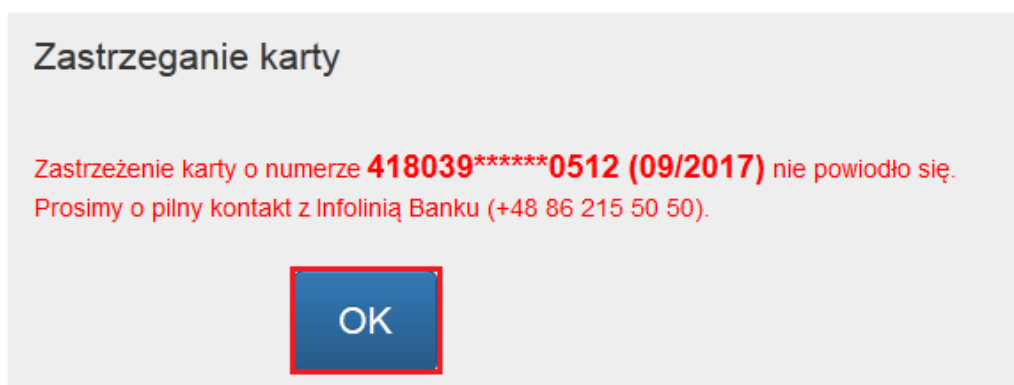 Zastrzeganie karty
Zastrzeżenie karty o numerze 418039******0512 (09/2017) nie powiodło się.
Prosimy o pilny kontakt z Infolinią Banku (+48 86 215 50 50).
OK